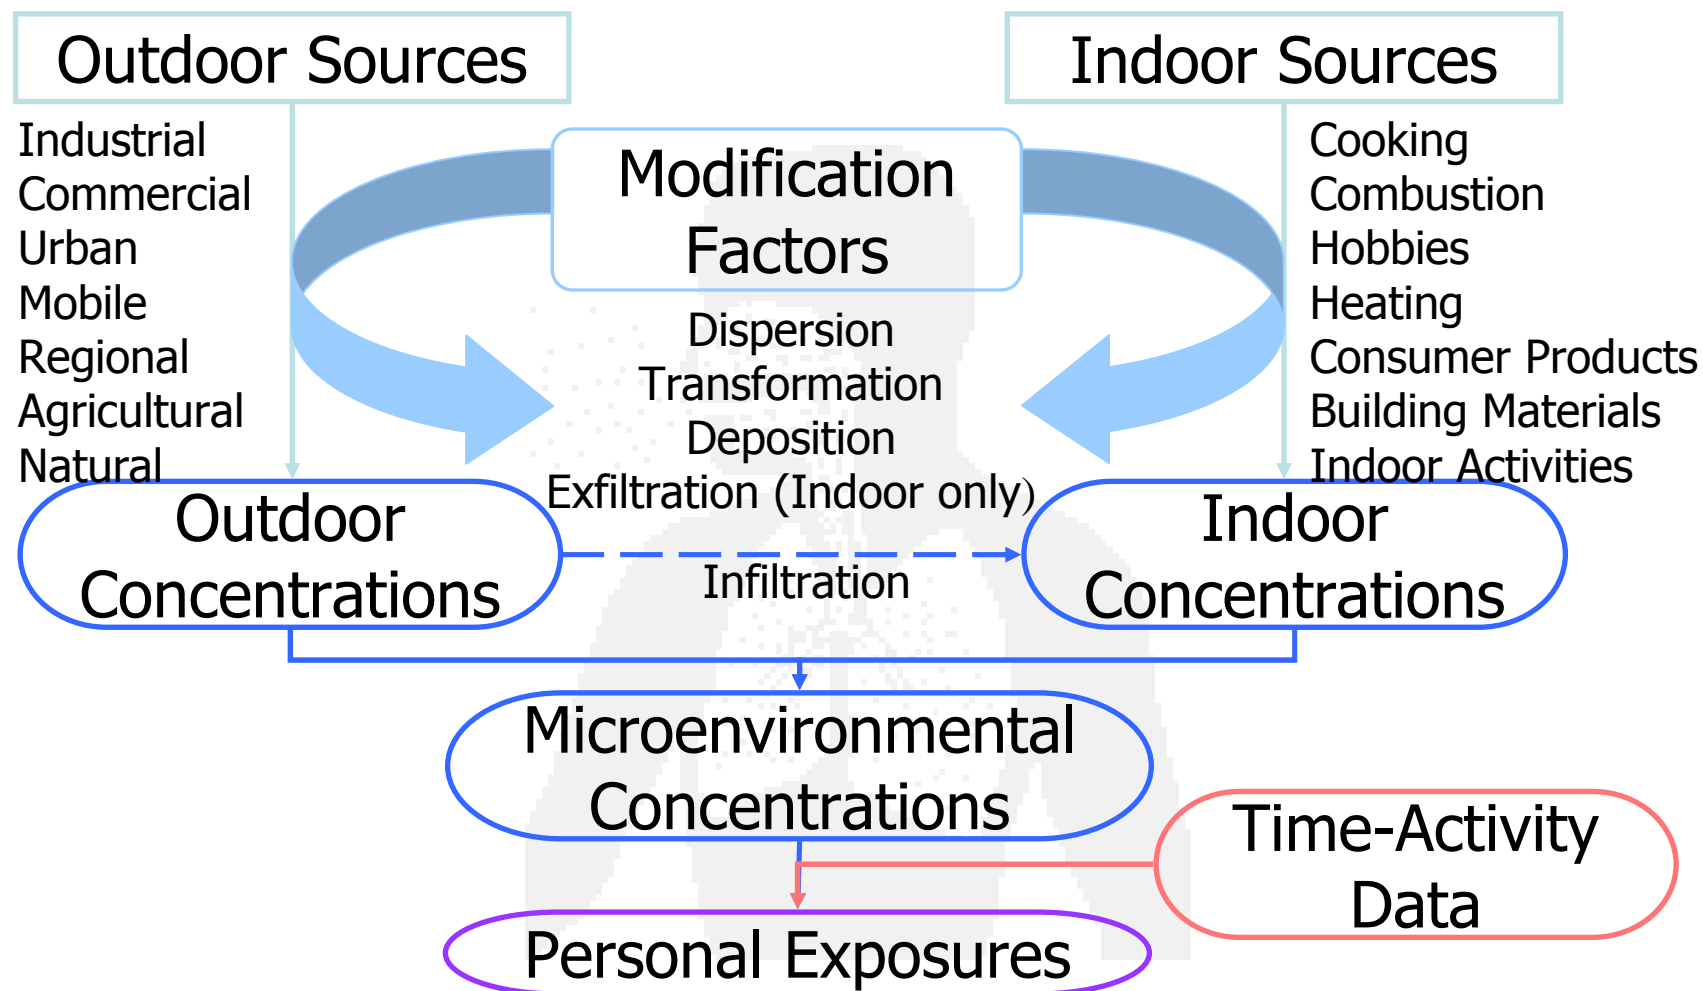 Outdoor Sources
Industrial
Commercial
Urban
Mobile
Regional
Agricultural
Natural
Modification
Factors
Dispersion
Transformation
Deposition
Exfiltration (Indoor only)
Indoor Sources
Cooking
Combustion
Hobbies
Heating
Consumer Products
Building Materials
Indoor Activities
Outdoor
Concentrations
Infiltration
Indoor
Concentrations
Microenvironmental
Concentrations
Time-Activity
Data
Personal Exposures